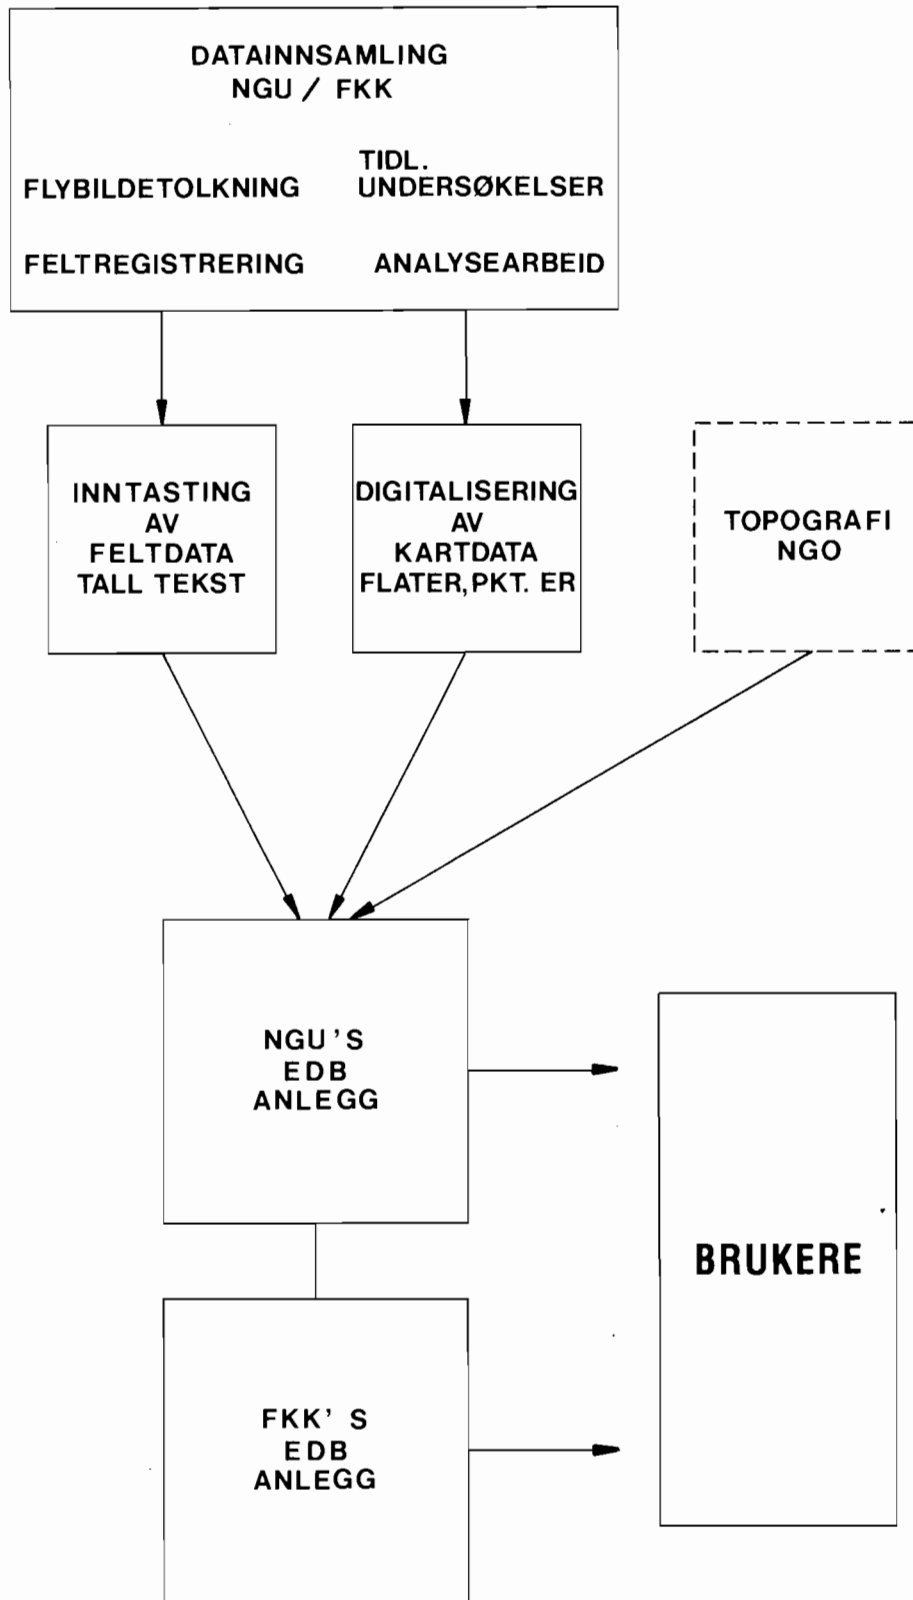 DATAINNSAMLING
NGU / FKK
FLYBILDETOLKNING
TIDL.
UNDERSØKELSER
FELTREGISTRERING
ANALYSEARBEID
INNTASTING
AV
FELTDATA
TALL TEKST
DIGITALISERING
AV
KARTDATA
FLATER, PKT. ER
TOPOGRAFI
NGO
NGU'S
EDB
ANLEGG
BRUKERE
FKK' S
EDB
ANLEGG